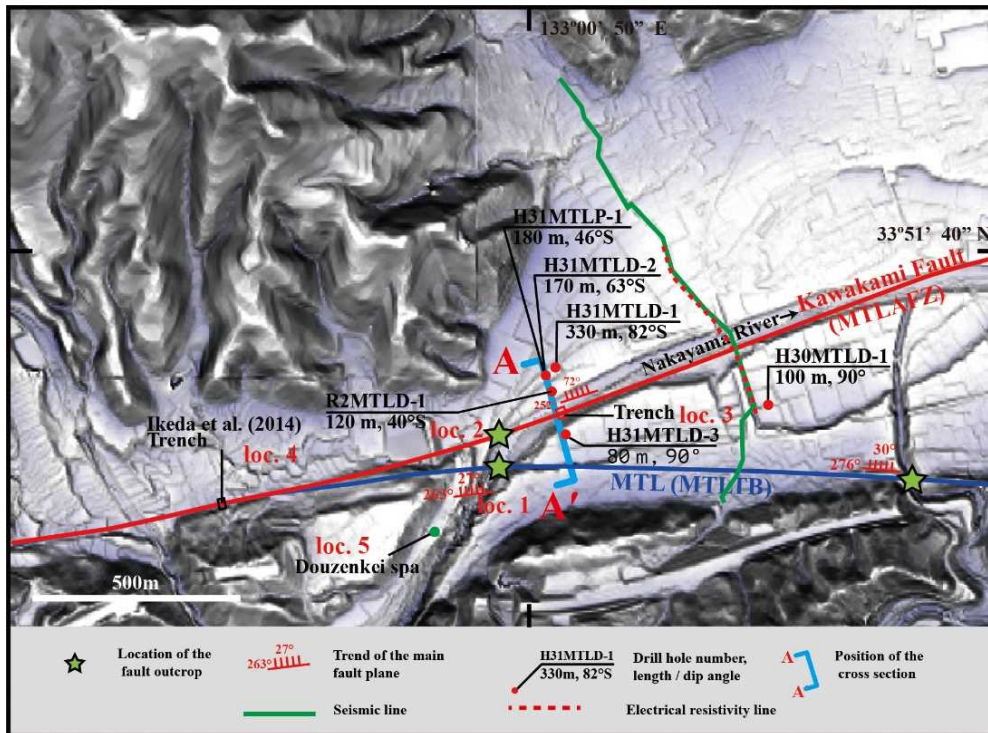 133°00' 50" E
H31MTLP-1
180 m, 46°S
33°51' 40" N
H31MTLD-2
170 m, 63°S
Kawakami Fault
(MTLAFZ)
H31MTLD-1
330 m, 82°S
Nakayama River→
A
72°
H30MTLD-1
100 m, 90°
R2MTLD-1
120 m, 40°S
Trench
loc. 3
Ikeda et al. (2014)
Trench
loc. 4
loc. 2
H31MTLD-3
80 m, 90°
30°
276°
27°
263°
loc. 1
A'
MTL (MTLTB)
loc. 5
Douzenkei spa
500m
Location of the
fault outcrop
27°
263°
Trend of the main
fault plane
H31MTLD-1
330m, 82°S
Drill hole number,
length / dip angle
A
A
Position of the
cross section
Seismic line
Electrical resistivity line